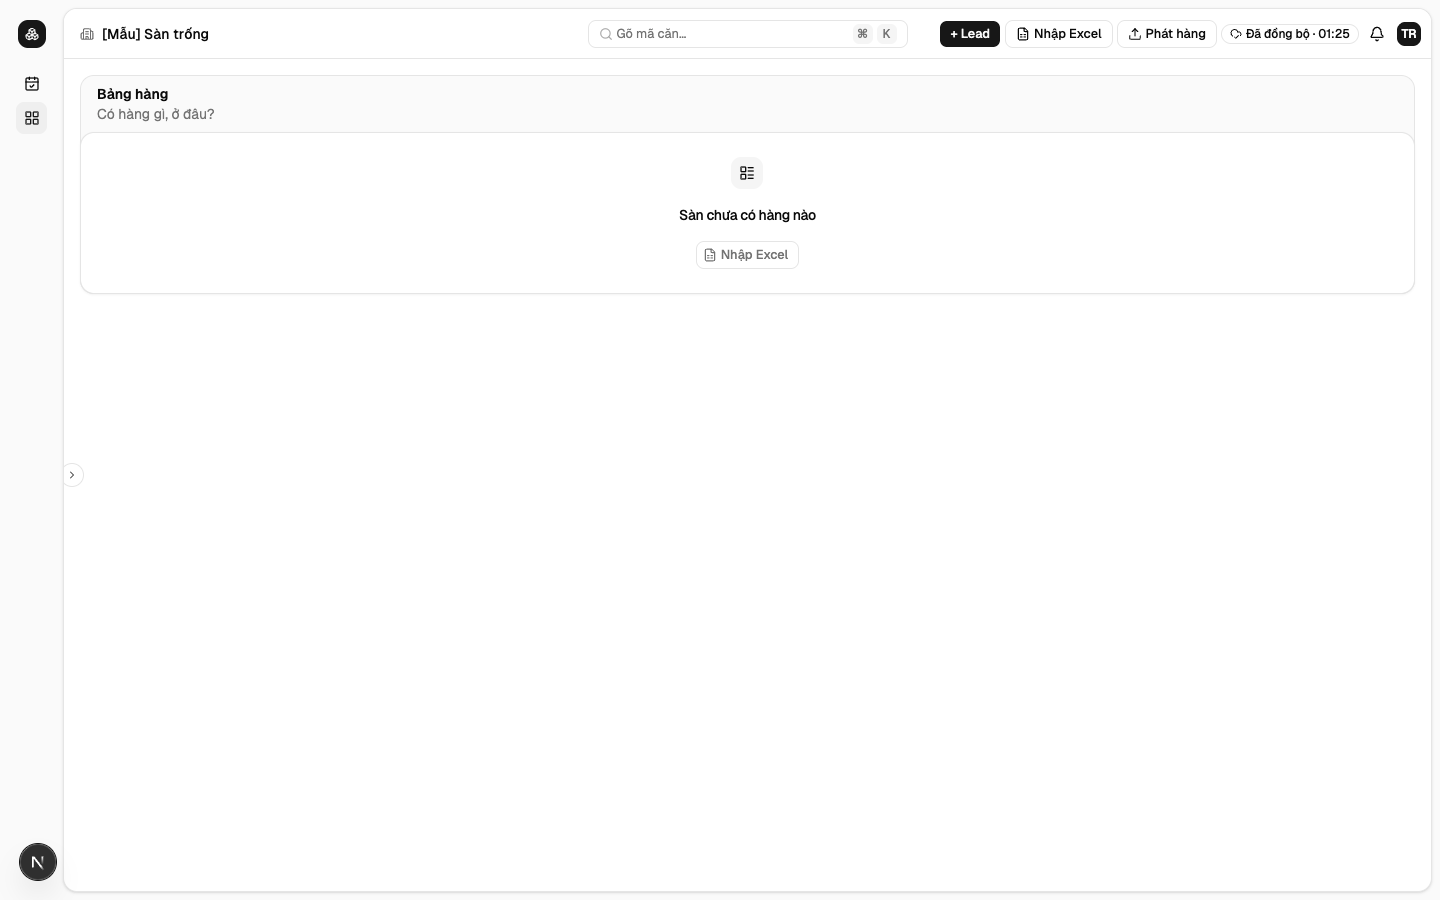 [Mẫu] Sàn trống
Gõ mã căn...
⌘ K
+ Lead
Nhập Excel
Phát hàng
Đã đồng bộ · 01:25
TR
Bảng hàng
Có hàng gì, ở đâu?
Sàn chưa có hàng nào
Nhập Excel
N